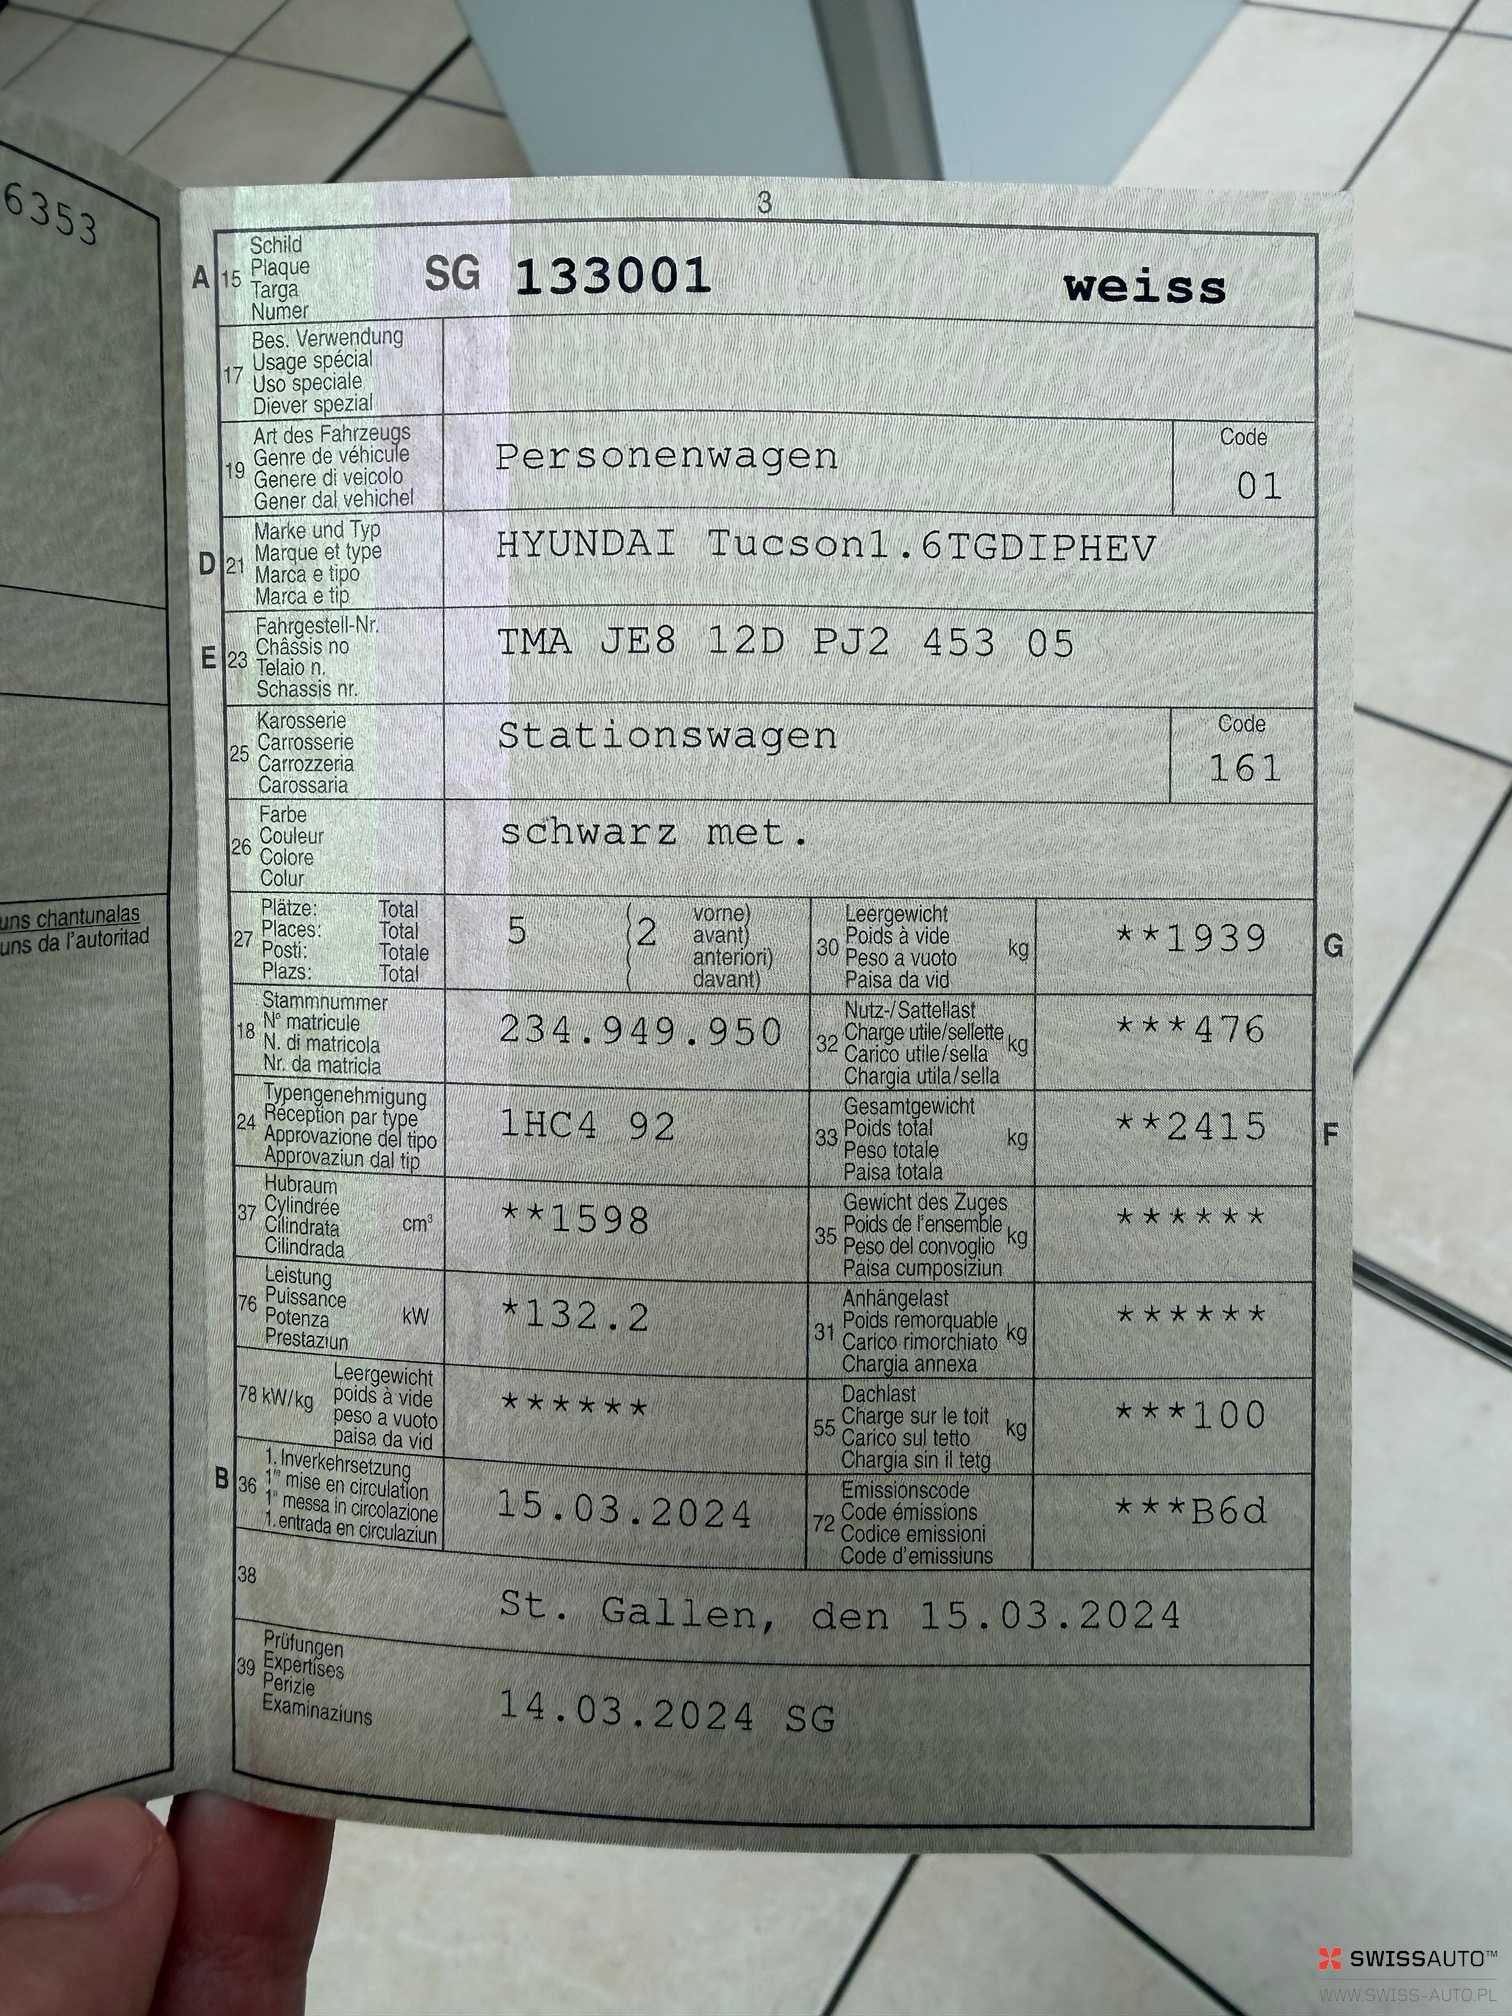 6353
uns chantunalas
uns da l'autoritad
3
A 15 Schild
Plaque
Targa
Numer
SG 133001 weiss
17 Bes. Verwendung
Usage spécial
Uso speciale
Diever spezial
19 Art des Fahrzeugs
Genre de véhicule
Genere di veicolo
Gener dal vehichel
Personenwagen
Code
01
D 21 Marke und Typ
Marque et type
Marca e tipo
Marca e tip
HYUNDAI Tucson1.6TGDIPHEV
E 23 Fahrgestell-Nr.
Châssis no
Telaio n.
Schassis nr.
TMA JE8 12D PJ2 453 05
25 Karosserie
Carrosserie
Carrozzeria
Carossaria
Stationswagen
Code
161
26 Farbe
Couleur
Colore
Colur
schwarz met.
27 Plätze: Total
Places: Total
Posti: Totale
Plazs: Total
5 (2 vorne)
( avant)
( anteriori)
( davant)
30 Leergewicht
Poids à vide kg
Peso a vuoto
Paisa da vid
**1939 G
18 Stammnummer
N° matricule
N. di matricola
Nr. da matricla
234.949.950
32 Nutz-/Sattellast
Charge utile/sellette kg
Carico utile/sella
Chargia utila/sella
***476
24 Typengenehmigung
Réception par type
Approvazione del tipo
Approvaziun dal tip
1HC4 92
33 Gesamtgewicht
Poids total kg
Peso totale
Paisa totala
**2415 F
37 Hubraum
Cylindrée cm³
Cilindrata
Cilindrada
**1598
35 Gewicht des Zuges
Poids de l'ensemble kg
Peso del convoglio
Paisa cumposiziun
******
76 Leistung
Puissance kW
Potenza
Prestaziun
*132.2
31 Anhängelast
Poids remorquable kg
Carico rimorchiato
Chargia annexa
******
78 kW/kg Leergewicht
poids à vide
peso a vuoto
paisa da vid
******
55 Dachlast
Charge sur le toit kg
Carico sul tetto
Chargia sin il tetg
***100
B 36 1. Inverkehrsetzung
1re mise en circulation
1a messa in circolazione
1. entrada en circulaziun
15.03.2024
72 Emissionscode
Code émissions
Codice emissioni
Code d'emissiuns
***B6d
38 St. Gallen, den 15.03.2024
39 Prüfungen
Expertises
Perizie
Examinaziuns
14.03.2024 SG
SWISSAUTO™
WWW.SWISS-AUTO.PL